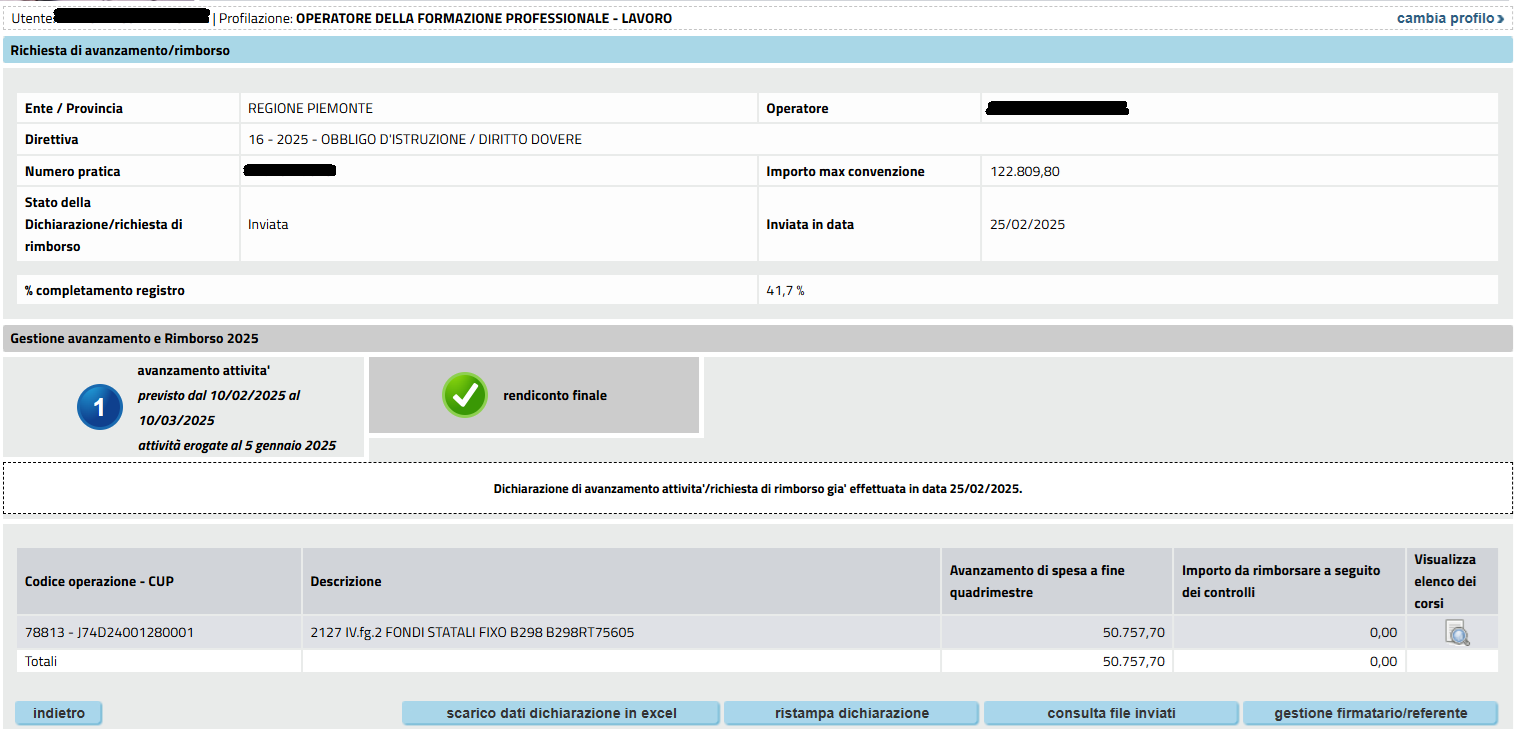 Utente: | Profilazione: OPERATORE DELLA FORMAZIONE PROFESSIONALE - LAVORO cambia profilo
Richiesta di avanzamento/rimborso
Ente / Provincia REGIONE PIEMONTE Operatore
Direttiva 16 - 2025 - OBBLIGO D'ISTRUZIONE / DIRITTO DOVERE
Numero pratica Importo max convenzione 122.809,80
Stato della
Dichiarazione/richiesta di
rimborso
Inviata Inviata in data 25/02/2025
% completamento registro 41,7 %
Gestione avanzamento e Rimborso 2025
1
avanzamento attivita'
previsto dal 10/02/2025 al
10/03/2025
attività erogate al 5 gennaio 2025
rendiconto finale
Dichiarazione di avanzamento attivita'/richiesta di rimborso gia' effettuata in data 25/02/2025.
Codice operazione - CUP
Descrizione
Avanzamento di spesa a fine
quadrimestre
Importo da rimborsare a seguito
dei controlli
Visualizza
elenco dei
corsi
78813 - J74D24001280001 2127 IV.fg.2 FONDI STATALI FIXO B298 B298RT75605 50.757,70 0,00
Totali 50.757,70 0,00
indietro scarico dati dichiarazione in excel ristampa dichiarazione consulta file inviati gestione firmatario/referente